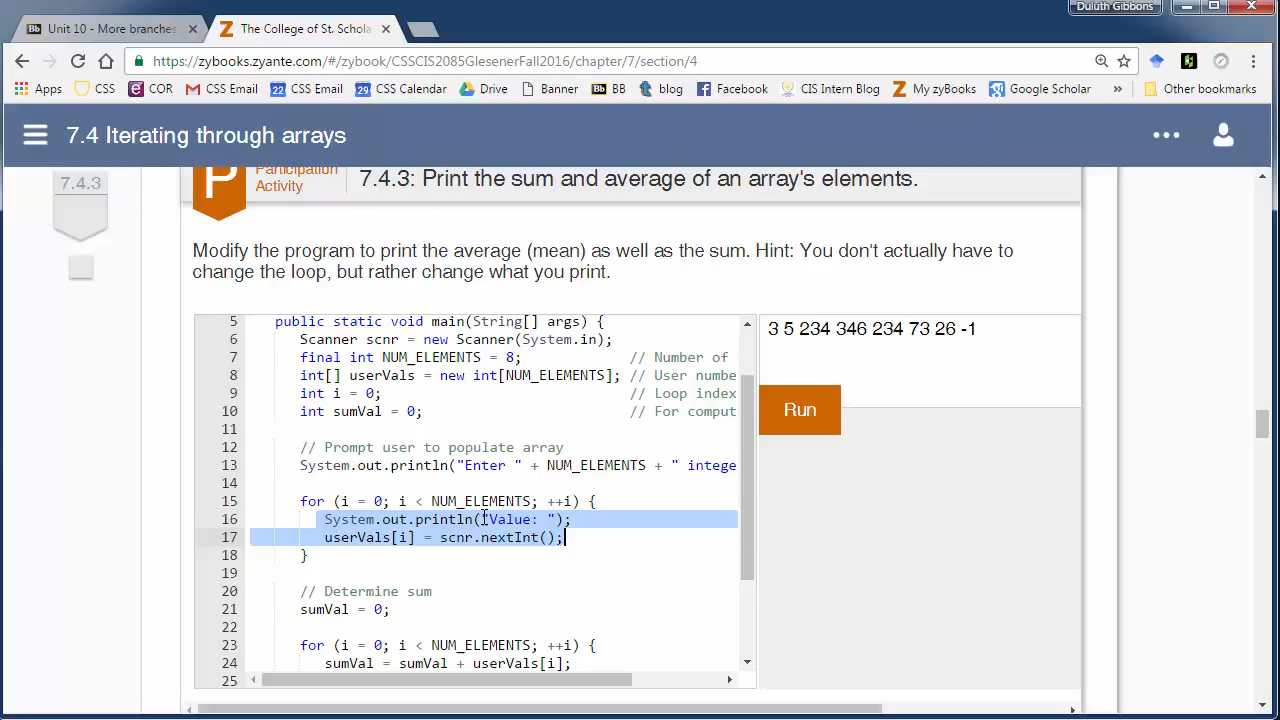 Duluth Gibbons
Bb Unit 10 - More branches
The College of St. Schola
https://zybooks.zyante.com/#/zybook/CSSCIS2085GlesenerFall2016/chapter/7/section/4
Apps CSS COR CSS Email 22 CSS Email 29 CSS Calendar Drive Banner Bb BB blog Facebook CIS Intern Blog My zyBooks Google Scholar » Other bookmarks
7.4 Iterating through arrays
7.4.3
P
Participation
Activity
7.4.3: Print the sum and average of an array's elements.
Modify the program to print the average (mean) as well as the sum. Hint: You don't actually have to
change the loop, but rather change what you print.
5 public static void main(String[] args) {
6 Scanner scnr = new Scanner(System.in);
7 final int NUM_ELEMENTS = 8; // Number of
8 int[] userVals = new int[NUM_ELEMENTS]; // User numbe
9 int i = 0; // Loop index
10 int sumVal = 0; // For comput
11
12 // Prompt user to populate array
13 System.out.println("Enter " + NUM_ELEMENTS + " intege
14
15 for (i = 0; i < NUM_ELEMENTS; ++i) {
16 System.out.println("Value: ");
17 userVals[i] = scnr.nextInt();
18 }
19
20 // Determine sum
21 sumVal = 0;
22
23 for (i = 0; i < NUM_ELEMENTS; ++i) {
24 sumVal = sumVal + userVals[i];
25
3 5 234 346 234 73 26 -1
Run